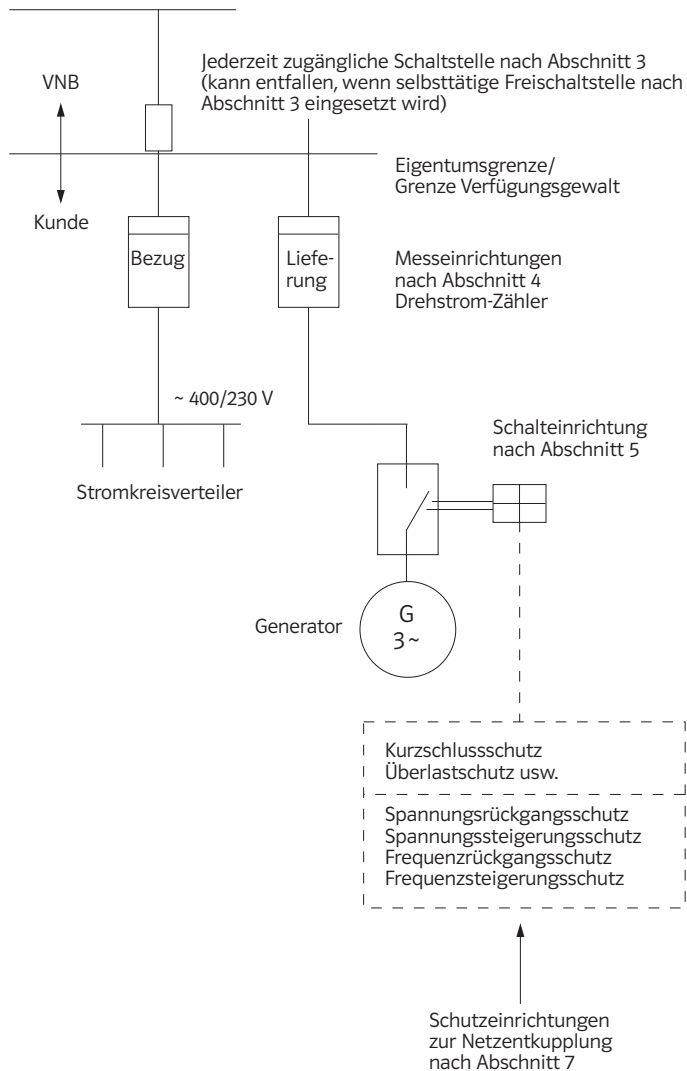 Jederzeit zugängliche Schaltstelle nach Abschnitt 3
(kann entfallen, wenn selbsttätige Freischaltstelle nach
Abschnitt 3 eingesetzt wird)
VNB
Eigentumsgrenze/
Grenze Verfügungsgewalt
Kunde
Bezug
Liefe-
rung
Messeinrichtungen
nach Abschnitt 4
Drehstrom-Zähler
~ 400/230 V
Stromkreisverteiler
Schalteinrichtung
nach Abschnitt 5
Generator
G
3~
Kurzschlussschutz
Überlastschutz usw.
Spannungsrückgangsschutz
Spannungssteigerungsschutz
Frequenzrückgangsschutz
Frequenzsteigerungsschutz
Schutzeinrichtungen
zur Netzentkupplung
nach Abschnitt 7